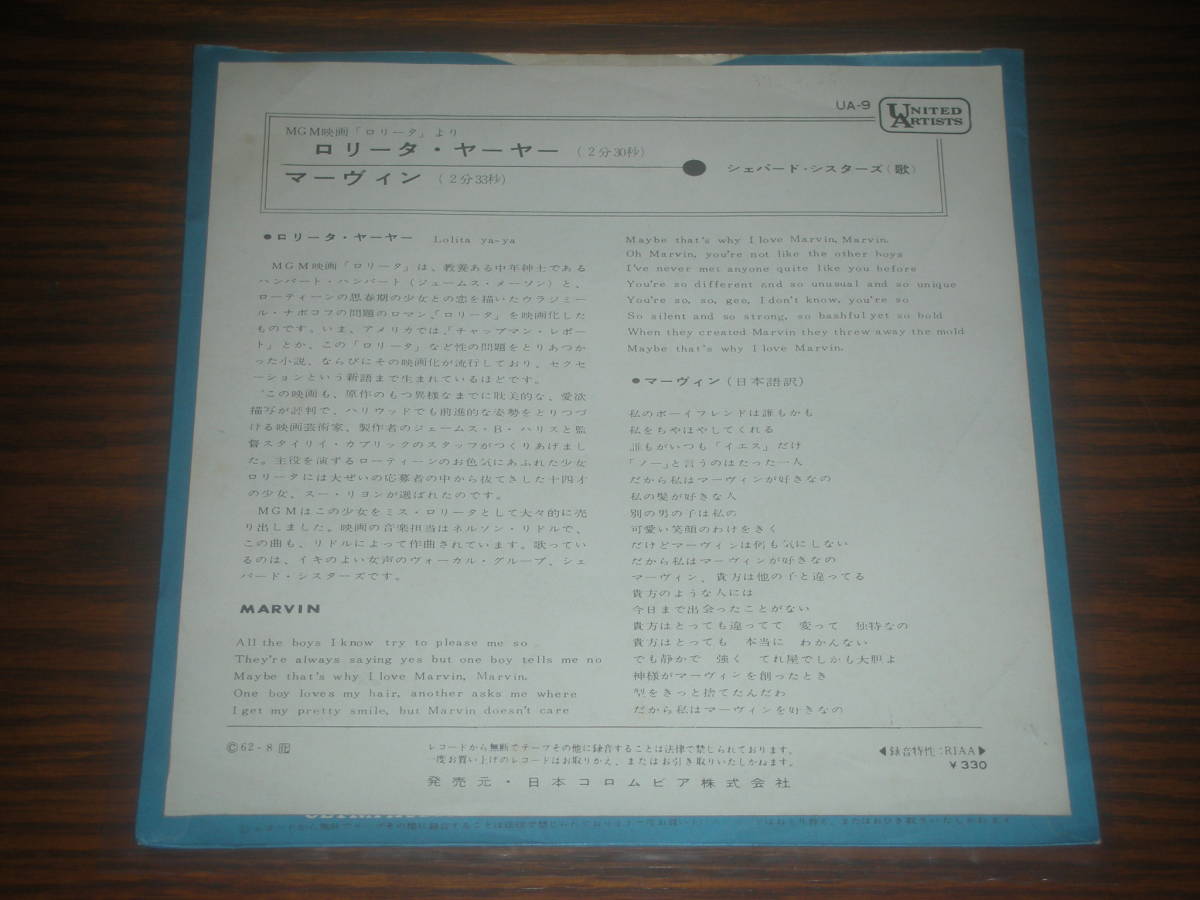 UA-9
UNITED ARTISTS
MGM映画「ロリータ」より
ロリータ・ヤーヤー (2分30秒)
マーヴィン (2分33秒)
シェパード・シスターズ(歌)
●ロリータ・ヤーヤー Lolita ya-ya
MGM映画「ロリータ」は、教養ある中年紳士である
ハンバート・ハンバート(ジェームス・メーソン)と、
ローティーンの思春期の少女との恋を描いたウラジミー
ル・ナボコフの問題のロマン、「ロリータ」を映画化した
ものです。いま、アメリカでは、「チャップマン・レポー
ト」とか、この「ロリータ」など性の問題をとりあつか
った小説、ならびにその映画化が流行しており、セクセ
ーションという新語まで生まれているほどです。
この映画も、原作のもつ異様なまでに耽美的な、愛欲
描写が評判で、ハリウッドでも前進的な姿勢をとりつづ
ける映画芸術家、製作者のジェームス・B・ハリスと監
督スタイリイ・カブリックのスタッフがつくりあげまし
た。主役を演ずるローティーンのお色気にあふれた少女
ロリータには大ぜいの応募者の中から抜てきした十四才
の少女、スー・リヨンが選ばれたのです。
MGMはこの少女をミス・ロリータとして大々的に売
り出しました。映画の音楽担当はネルソン・リドルで、
この曲も、リドルによって作曲されています。歌ってい
るのは、イキのよい女声のヴォーカル・グループ、シェ
パード・シスターズです。
MARVIN
All the boys I know try to please me so
They're always saying yes but one boy tells me no
Maybe that's why I love Marvin, Marvin.
One boy loves my hair, another asks me where
I get my pretty smile, but Marvin doesn't care
Maybe that's why I love Marvin, Marvin.
Oh Marvin, you're not like the other boys
I've never met anyone quite like you before
You're so different and so unusual and so unique
You're so, so, gee, I don't know, you're so
So silent and so strong, so bashful yet so bold
When they created Marvin they threw away the mold
Maybe that's why I love Marvin.
●マーヴィン(日本語訳)
私のボーイフレンドは誰もかも
私をちやほやしてくれる
誰もがいつも「イエス」だけ
「ノー」と言うのはたった一人
だから私はマーヴィンが好きなの
私の髪が好きな人
別の男の子は私の
可愛い笑顔のわけをきく
だけどマーヴィンは何も気にしない
だから私はマーヴィンが好きなの
マーヴィン、貴方は他の子と違ってる
貴方のような人には
今日まで出会ったことがない
貴方はとっても違ってて 変って 独特なの
貴方はとっても 本当に わかんない
でも静かで 強く てれ屋でしかも大胆よ
神様がマーヴィンを創ったとき
型をきっと捨てたんだわ
だから私はマーヴィンを好きなの
Ⓒ62-8
レコードから無断でテープその他に録音することは法律で禁じられております。
一度お買い上げのレコードはお取りかえ、またはお引き取りいたしかねます。
発売元・日本コロムビア株式会社
◀録音特性:RIAA▶
¥330